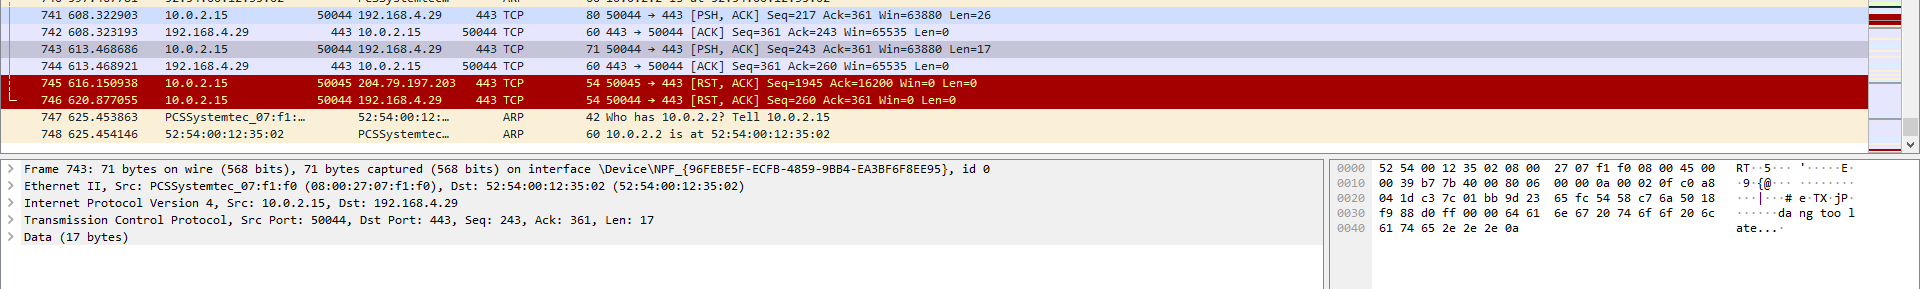 741 608.322903 10.0.2.15 50044 192.168.4.29 443 TCP 80 50044 → 443 [PSH, ACK] Seq=217 Ack=361 Win=63880 Len=26
742 608.323193 192.168.4.29 443 10.0.2.15 50044 TCP 60 443 → 50044 [ACK] Seq=361 Ack=243 Win=65535 Len=0
743 613.468686 10.0.2.15 50044 192.168.4.29 443 TCP 71 50044 → 443 [PSH, ACK] Seq=243 Ack=361 Win=63880 Len=17
744 613.468921 192.168.4.29 443 10.0.2.15 50044 TCP 60 443 → 50044 [ACK] Seq=361 Ack=260 Win=65535 Len=0
745 616.150938 10.0.2.15 50045 204.79.197.203 443 TCP 54 50045 → 443 [RST, ACK] Seq=1945 Ack=16200 Win=0 Len=0
746 620.877055 10.0.2.15 50044 192.168.4.29 443 TCP 54 50044 → 443 [RST, ACK] Seq=260 Ack=361 Win=0 Len=0
747 625.453863 PCSSystemtec_07:f1:… 52:54:00:12:… ARP 42 Who has 10.0.2.2? Tell 10.0.2.15
748 625.454146 52:54:00:12:35:02 PCSSystemtec… ARP 60 10.0.2.2 is at 52:54:00:12:35:02
Frame 743: 71 bytes on wire (568 bits), 71 bytes captured (568 bits) on interface \Device\NPF_{96FEBE5F-ECFB-4859-9BB4-EA3BF6F8EE95}, id 0
Ethernet II, Src: PCSSystemtec_07:f1:f0 (08:00:27:07:f1:f0), Dst: 52:54:00:12:35:02 (52:54:00:12:35:02)
Internet Protocol Version 4, Src: 10.0.2.15, Dst: 192.168.4.29
Transmission Control Protocol, Src Port: 50044, Dst Port: 443, Seq: 243, Ack: 361, Len: 17
Data (17 bytes)
0000 52 54 00 12 35 02 08 00 27 07 f1 f0 08 00 45 00 RT··5··· '·····E·
0010 00 39 b7 7b 40 00 80 06 00 00 0a 00 02 0f c0 a8 ·9·{@··· ········
0020 04 1d c3 7c 01 bb 9d 23 65 fc 54 58 c7 6a 50 18 ···|···# e·TX·jP·
0030 f9 88 d0 ff 00 00 64 61 6e 67 20 74 6f 6f 20 6c ······da ng too l
0040 61 74 65 2e 2e 2e 0a ate...·